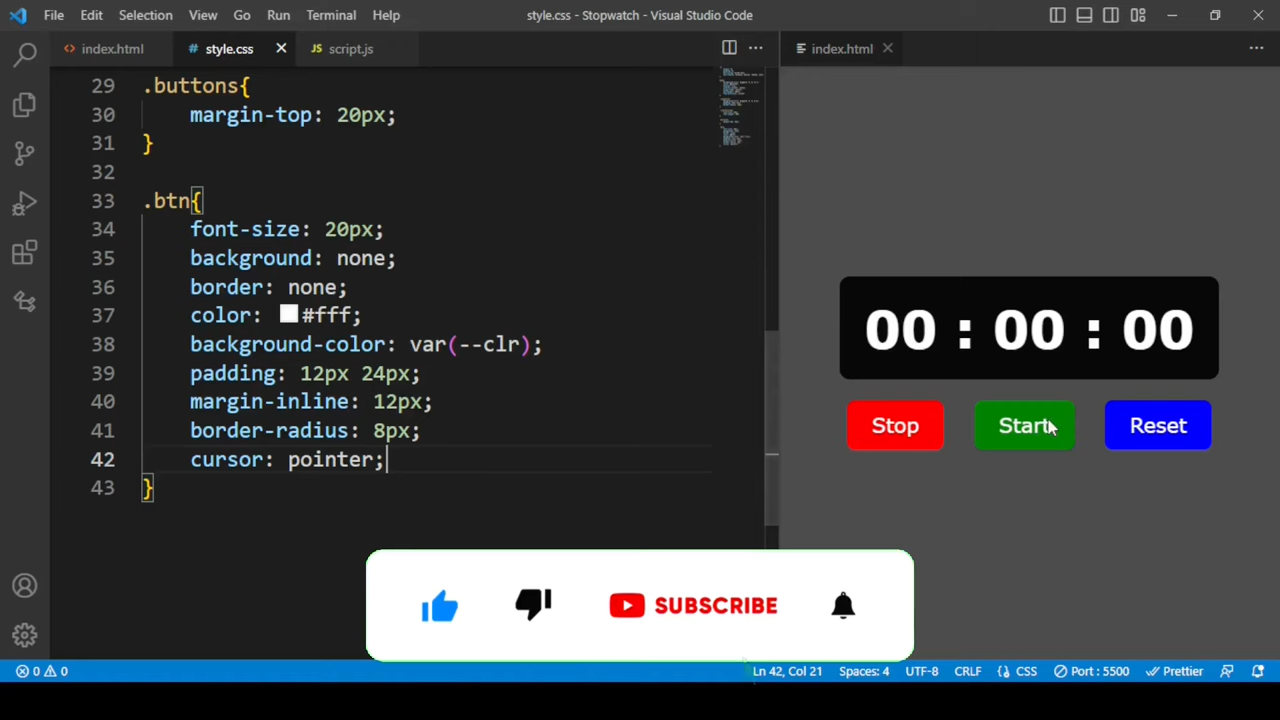 File Edit Selection View Go Run Terminal Help style.css - Stopwatch - Visual Studio Code
index.html # style.css JS script.js index.html
29 .buttons{
30 margin-top: 20px;
31 }
32
33 .btn{
34 font-size: 20px;
35 background: none;
36 border: none;
37 color: #fff;
38 background-color: var(--clr);
39 padding: 12px 24px;
40 margin-inline: 12px;
41 border-radius: 8px;
42 cursor: pointer;
43 }
00 : 00 : 00
Stop Start Reset
SUBSCRIBE
0 0 Ln 42, Col 21 Spaces: 4 UTF-8 CRLF {} CSS Port : 5500 Prettier